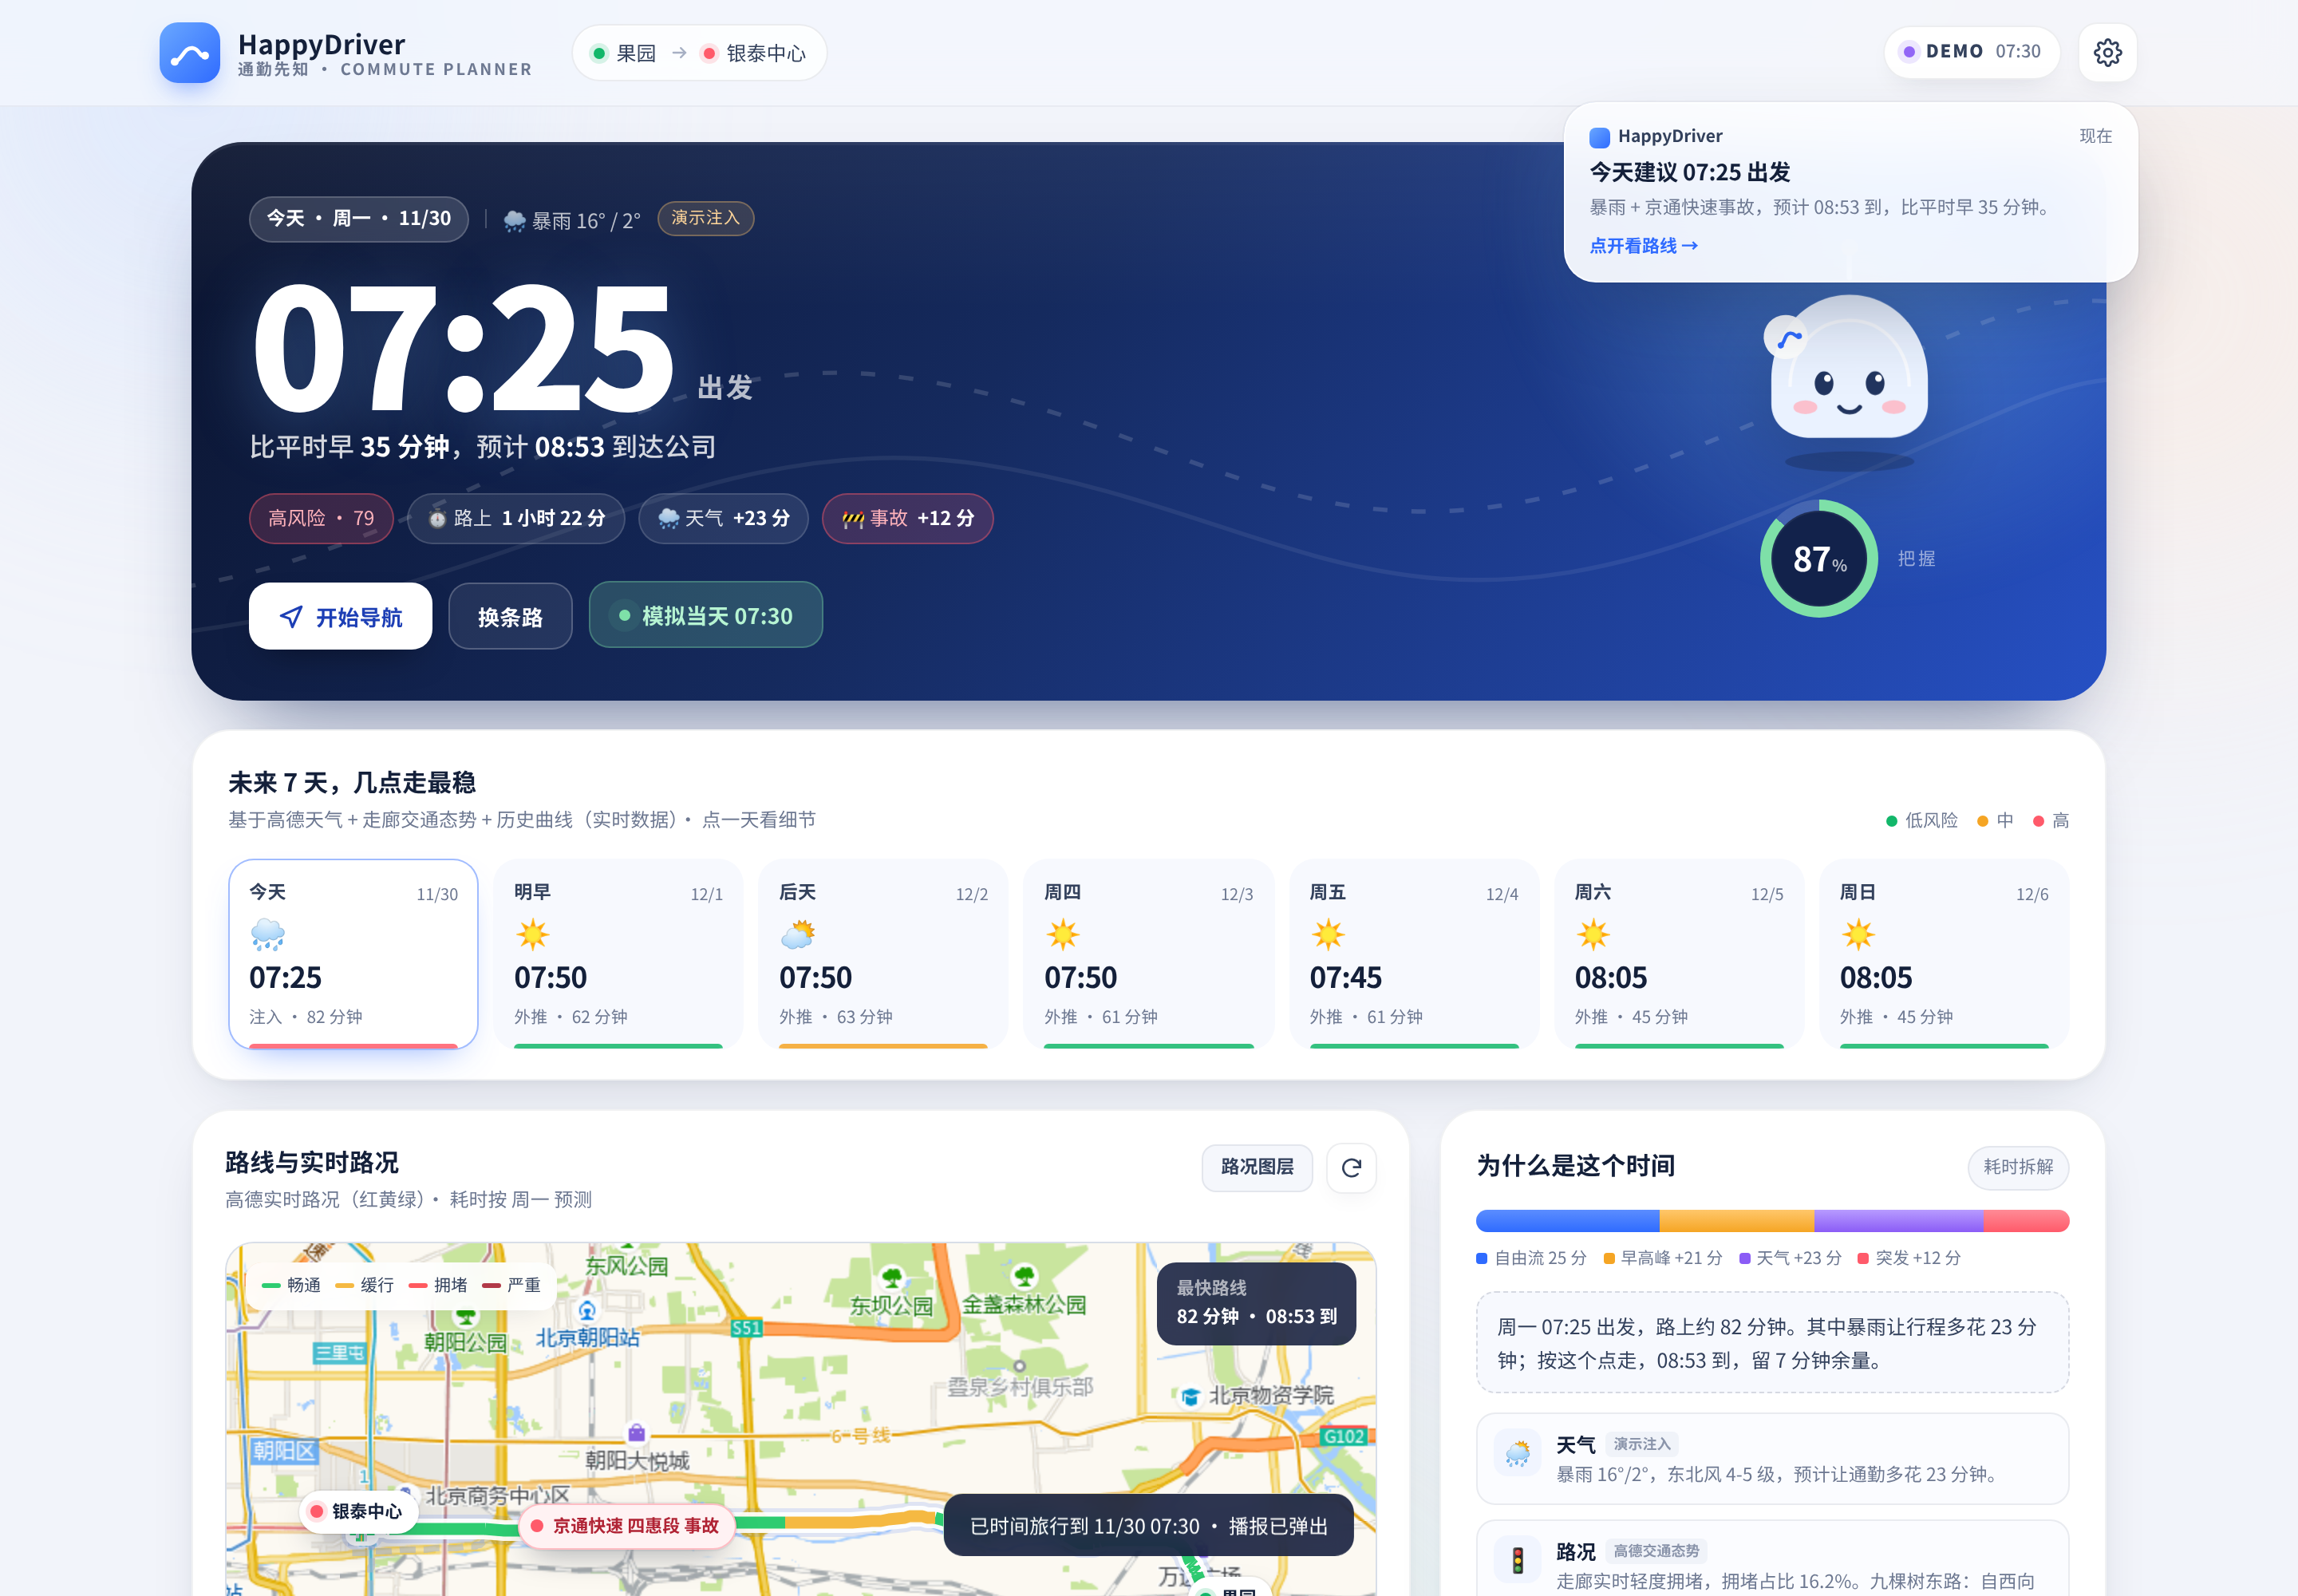 HappyDriver
通勤先知 · COMMUTE PLANNER
果园 → 银泰中心
DEMO 07:30
HappyDriver 现在
今天建议 07:25 出发
暴雨 + 京通快速事故，预计 08:53 到，比平时早 35 分钟。
点开看路线 →
今天 · 周一 · 11/30
暴雨 16° / 2°
演示注入
07:25 出发
比平时早 35 分钟，预计 08:53 到达公司
高风险 · 79
路上 1 小时 22 分
天气 +23 分
事故 +12 分
87% 把握
开始导航
换条路
模拟当天 07:30
未来 7 天，几点走最稳
基于高德天气 + 走廊交通态势 + 历史曲线（实时数据）· 点一天看细节
低风险 中 高
今天 11/30
07:25
注入 · 82 分钟
明早 12/1
07:50
外推 · 62 分钟
后天 12/2
07:50
外推 · 63 分钟
周四 12/3
07:50
外推 · 61 分钟
周五 12/4
07:45
外推 · 61 分钟
周六 12/5
08:05
外推 · 45 分钟
周日 12/6
08:05
外推 · 45 分钟
路线与实时路况
高德实时路况（红黄绿）· 耗时按 周一 预测
路况图层
畅通 缓行 拥堵 严重
最快路线
82 分钟 · 08:53 到
东风公园
东坝公园
金盏森林公园
朝阳公园
北京朝阳站
S51
三里屯
北京物资学院
6号线
G102
朝阳区
朝阳大悦城
1
北京商务中心区
银泰中心
京通快速 四惠段 事故
已时间旅行到 11/30 07:30 · 播报已弹出
果园
站
为什么是这个时间
耗时拆解
自由流 25 分 早高峰 +21 分 天气 +23 分 突发 +12 分
周一 07:25 出发，路上约 82 分钟。其中暴雨让行程多花 23 分
钟；按这个点走，08:53 到，留 7 分钟余量。
天气 演示注入
暴雨 16°/2°，东北风 4-5 级，预计让通勤多花 23 分钟。
路况 高德交通态势
走廊实时轻度拥堵，拥堵占比 16.2%。九棵树东路：自西向